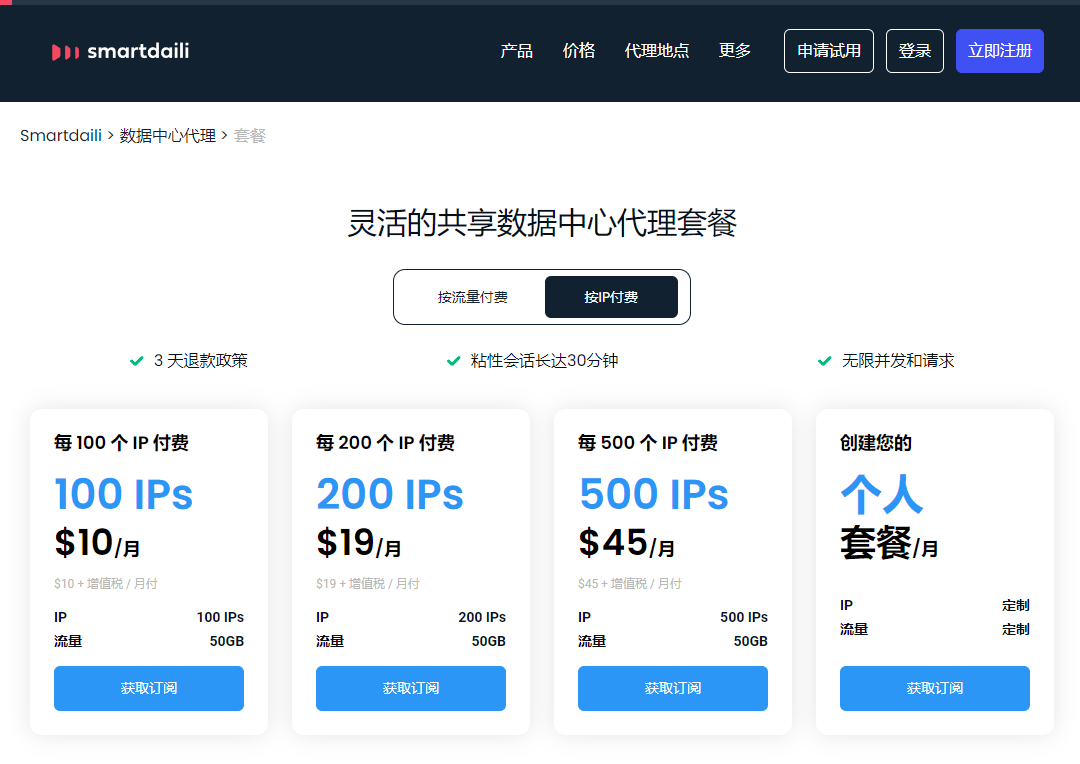 smartdaili
产品 价格 代理地点 更多 申请试用 登录 立即注册
Smartdaili > 数据中心代理 > 套餐
灵活的共享数据中心代理套餐
按流量付费 按IP付费
3 天退款政策 粘性会话长达30分钟 无限并发和请求
每 100 个 IP 付费
100 IPs
$10/月
$10 + 增值税 / 月付
IP 100 IPs
流量 50GB
获取订阅
每 200 个 IP 付费
200 IPs
$19/月
$19 + 增值税 / 月付
IP 200 IPs
流量 50GB
获取订阅
每 500 个 IP 付费
500 IPs
$45/月
$45 + 增值税 / 月付
IP 500 IPs
流量 50GB
获取订阅
创建您的
个人
套餐/月
IP 定制
流量 定制
获取订阅